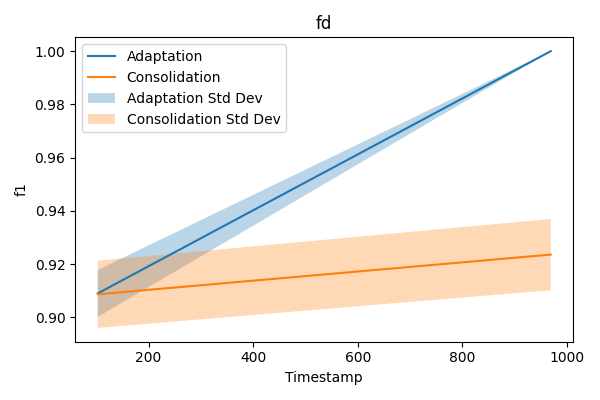 fd
Adaptation
Consolidation
Adaptation Std Dev
Consolidation Std Dev
1.00
0.98
0.96
0.94
0.92
0.90
f1
200
400
600
800
1000
Timestamp